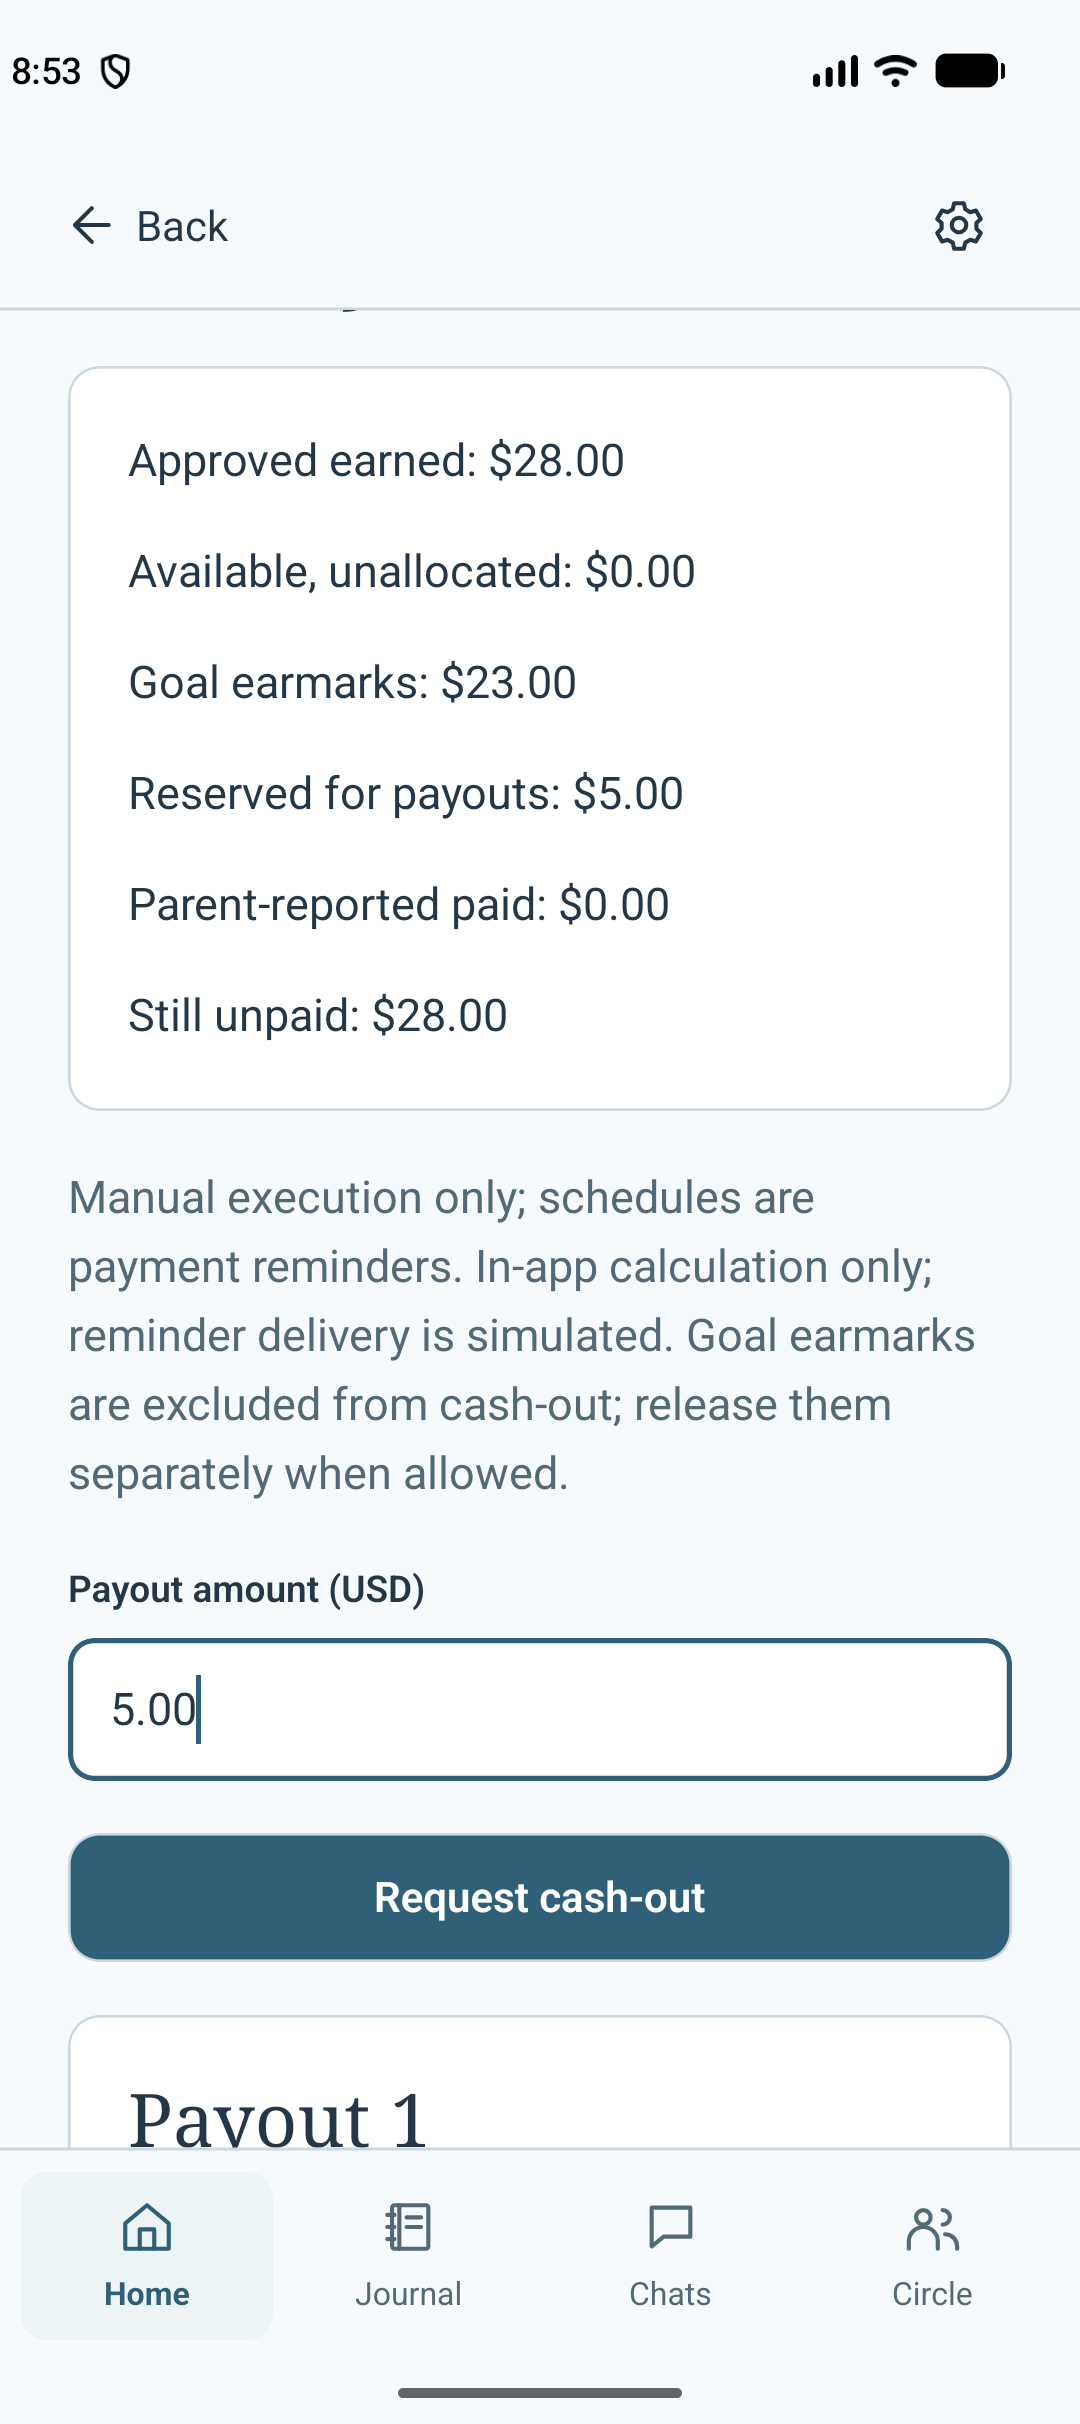 8:53
Back
Approved earned: $28.00
Available, unallocated: $0.00
Goal earmarks: $23.00
Reserved for payouts: $5.00
Parent-reported paid: $0.00
Still unpaid: $28.00
Manual execution only; schedules are
payment reminders. In-app calculation only;
reminder delivery is simulated. Goal earmarks
are excluded from cash-out; release them
separately when allowed.
Payout amount (USD)
5.00
Request cash-out
Payout 1
Home
Journal
Chats
Circle